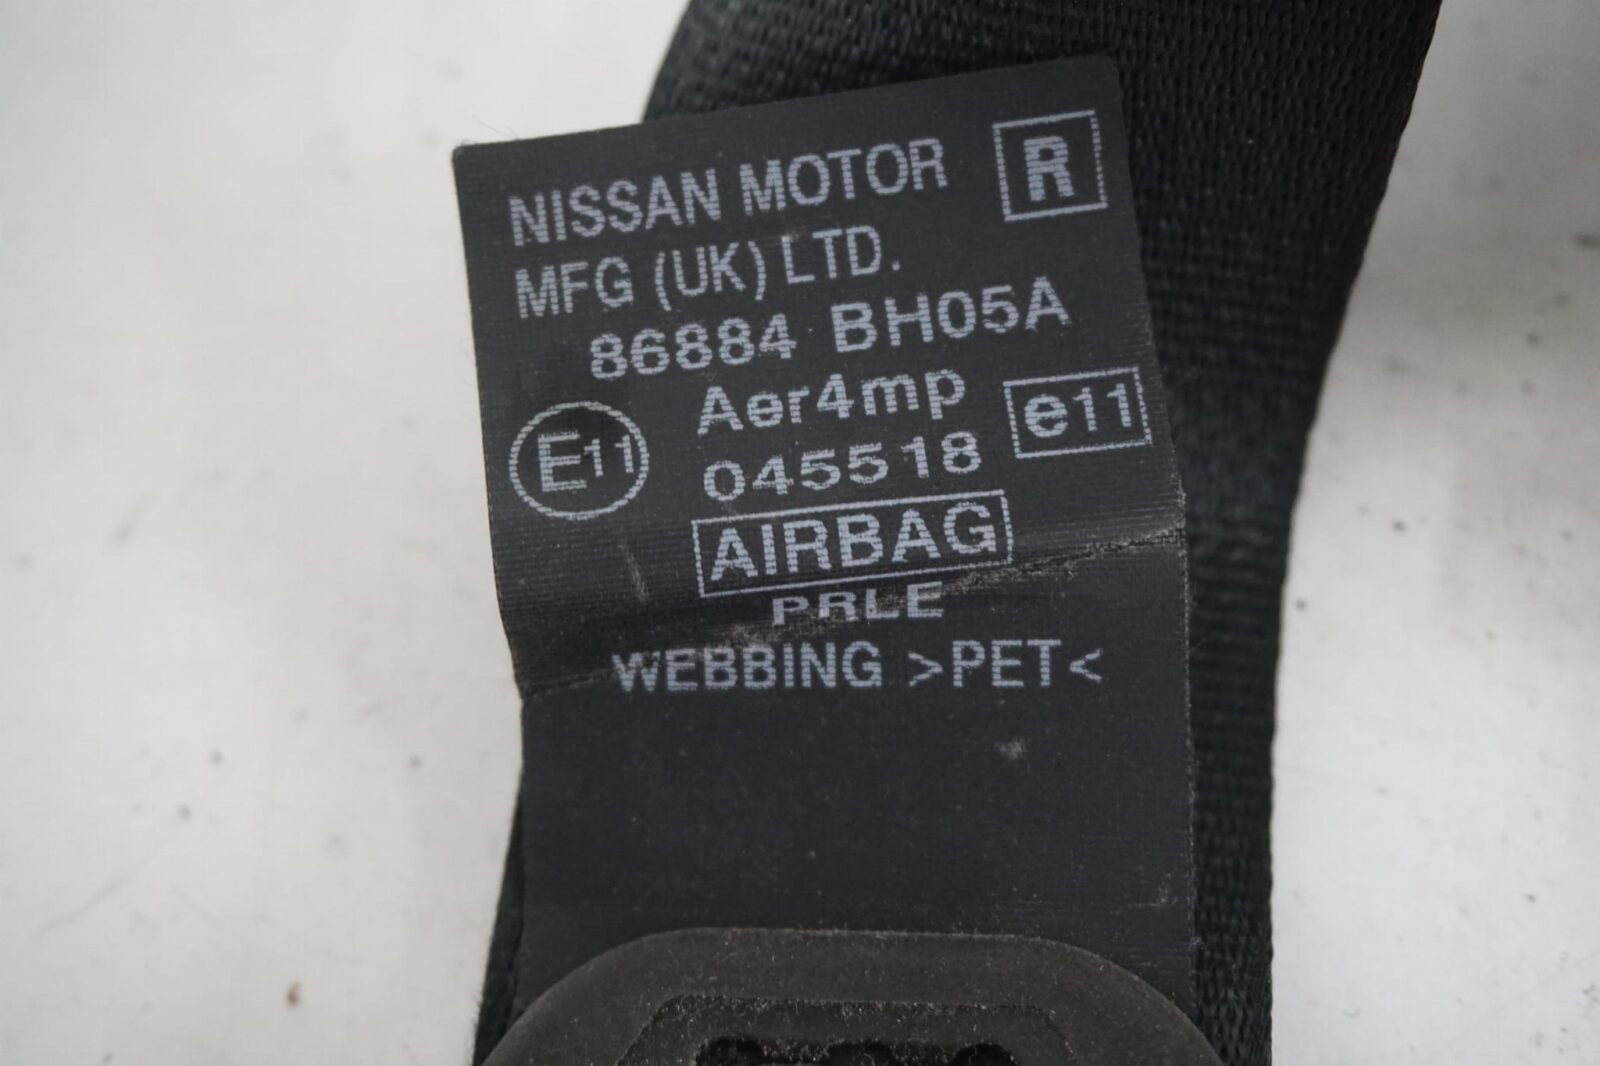 NISSAN MOTOR R
MFG (UK) LTD.
86884 BH05A
E11 Aer4mp e11
045518
AIRBAG
PRLE
WEBBING >PET<